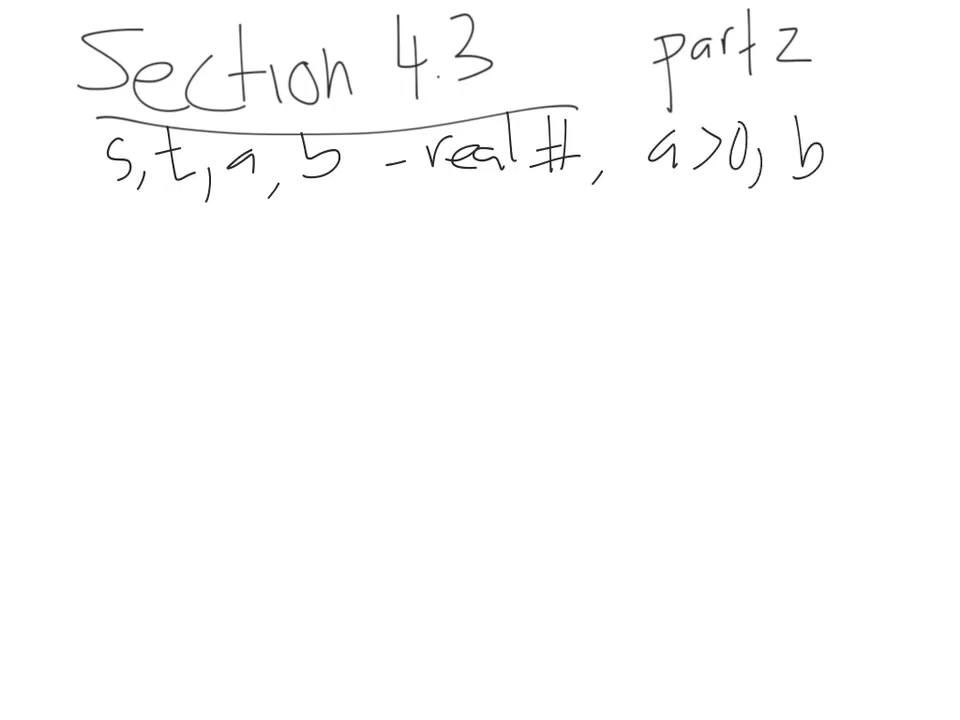 Section 4.3 part 2
s, t, a, b - real #, a>0, b